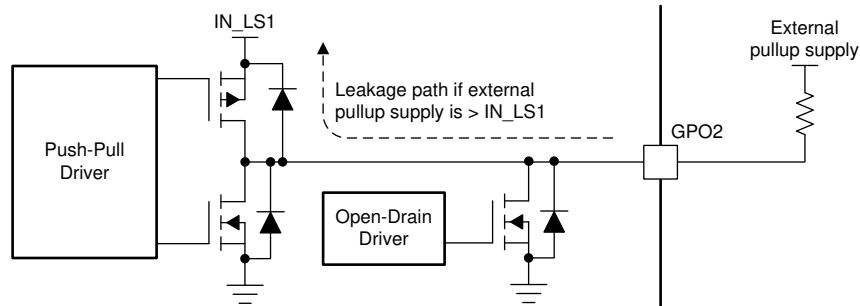 IN_LS1
External
pullup supply
Leakage path if external
pullup supply is > IN_LS1
GPO2
Push-Pull
Driver
Open-Drain
Driver